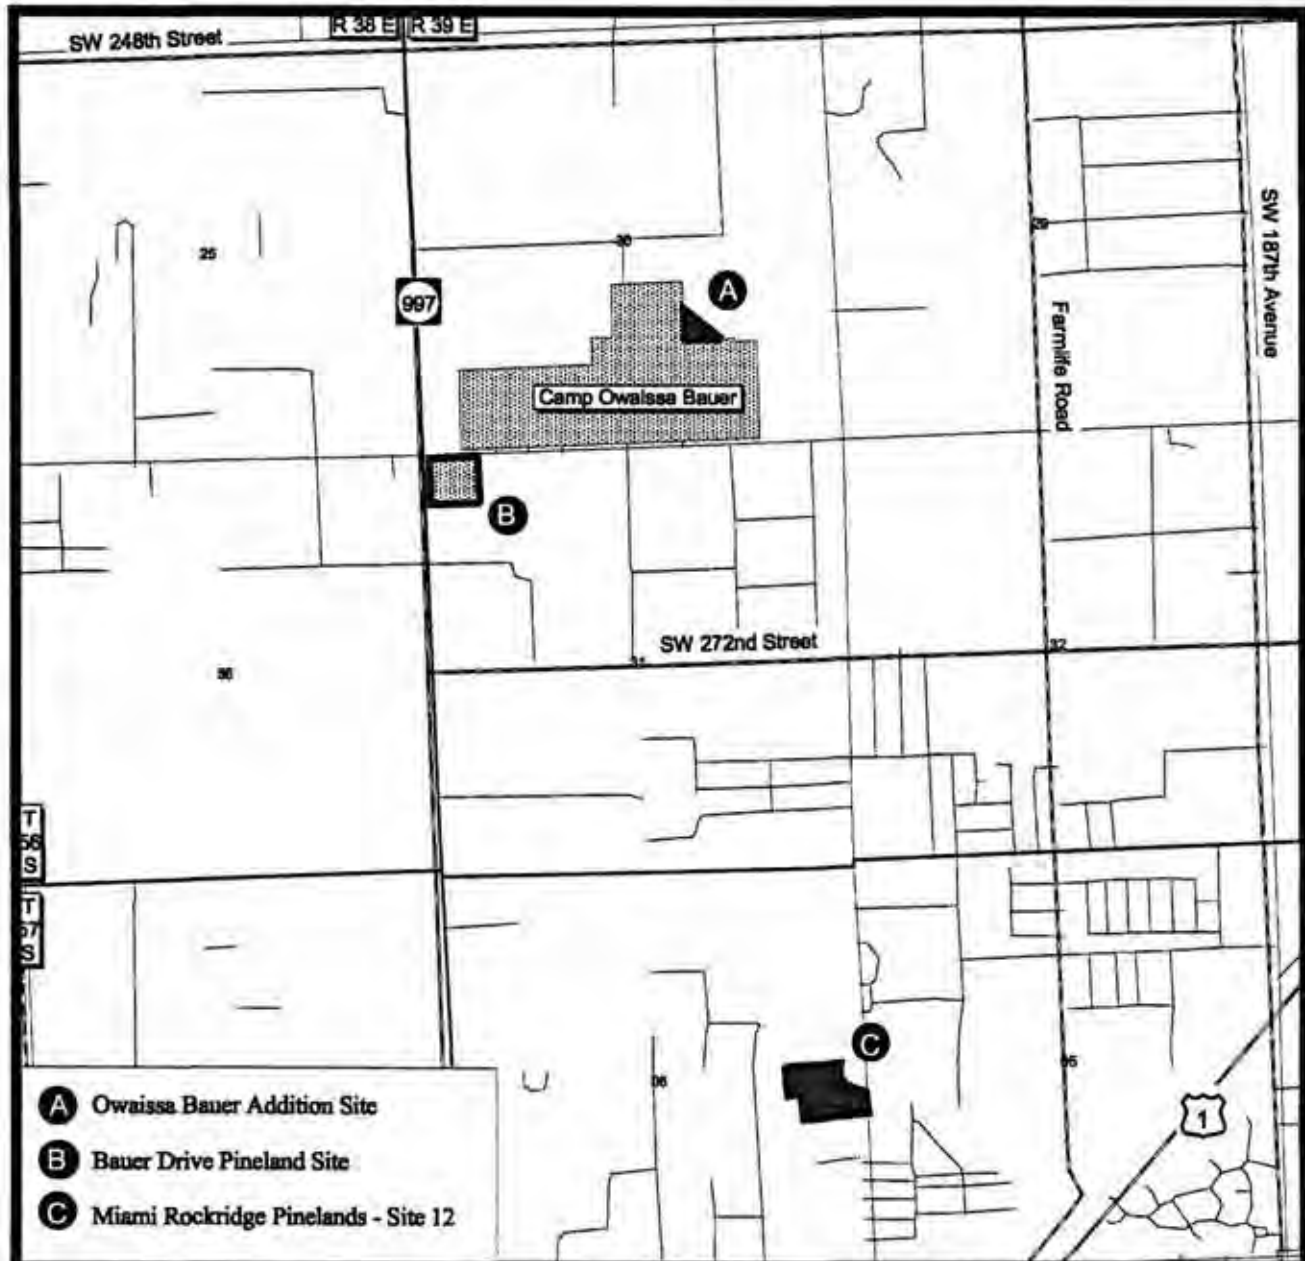 SW 248th Street
R 38 E
R 39 E
25
30
29
SW 187th Avenue
A
997
Farmlife Road
Camp Owaissa Bauer
B
SW 272nd Street
31
32
36
T
56
S
T
57
S
C
06
05
1
A Owaissa Bauer Addition Site
B Bauer Drive Pineland Site
C Miami Rockridge Pinelands - Site 12